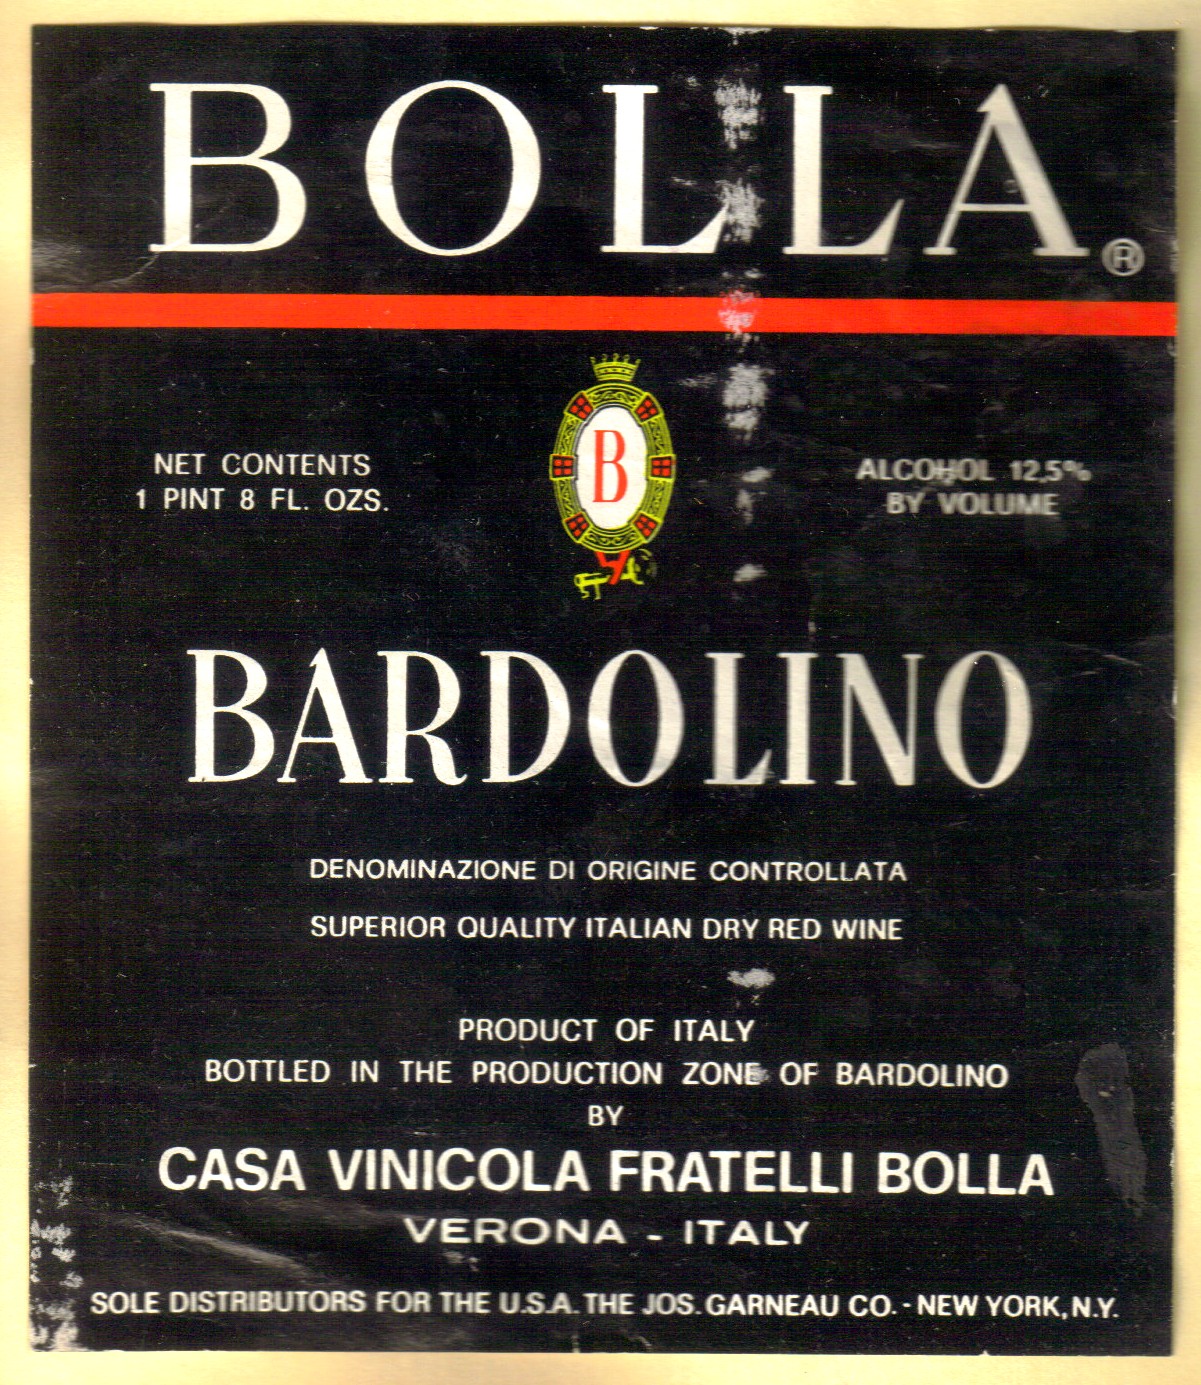 BOLLA®
NET CONTENTS
1 PINT 8 FL. OZS.
B
ALCOHOL 12,5%
BY VOLUME
BARDOLINO
DENOMINAZIONE DI ORIGINE CONTROLLATA
SUPERIOR QUALITY ITALIAN DRY RED WINE
PRODUCT OF ITALY
BOTTLED IN THE PRODUCTION ZONE OF BARDOLINO
BY
CASA VINICOLA FRATELLI BOLLA
VERONA - ITALY
SOLE DISTRIBUTORS FOR THE U.S.A. THE JOS. GARNEAU CO. - NEW YORK, N.Y.